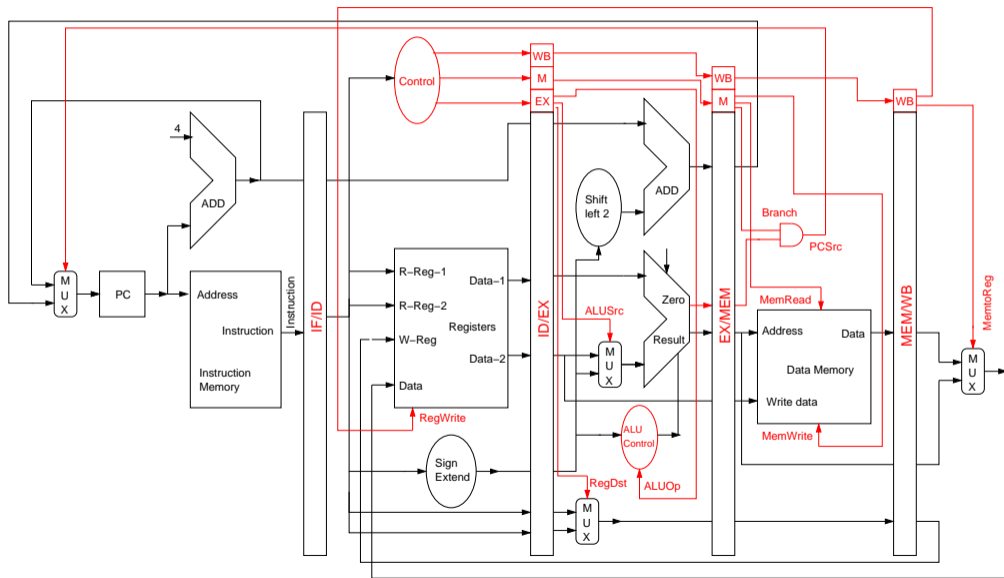 WB
Control
M
WB
EX
M
WB
4
ADD
Shift
left 2
ADD
Branch
PCSrc
M
U
X
PC
Address
Instruction
Instruction
Memory
Instruction
IF/ID
R-Reg-1
R-Reg-2
W-Reg
Data
Registers
Data-1
Data-2
RegWrite
ID/EX
ALUSrc
M
U
X
Zero
Result
EX/MEM
MemRead
Address
Data
Data Memory
Write data
MemWrite
MEM/WB
MemtoReg
M
U
X
Sign
Extend
ALU
Control
RegDst
ALUOp
M
U
X